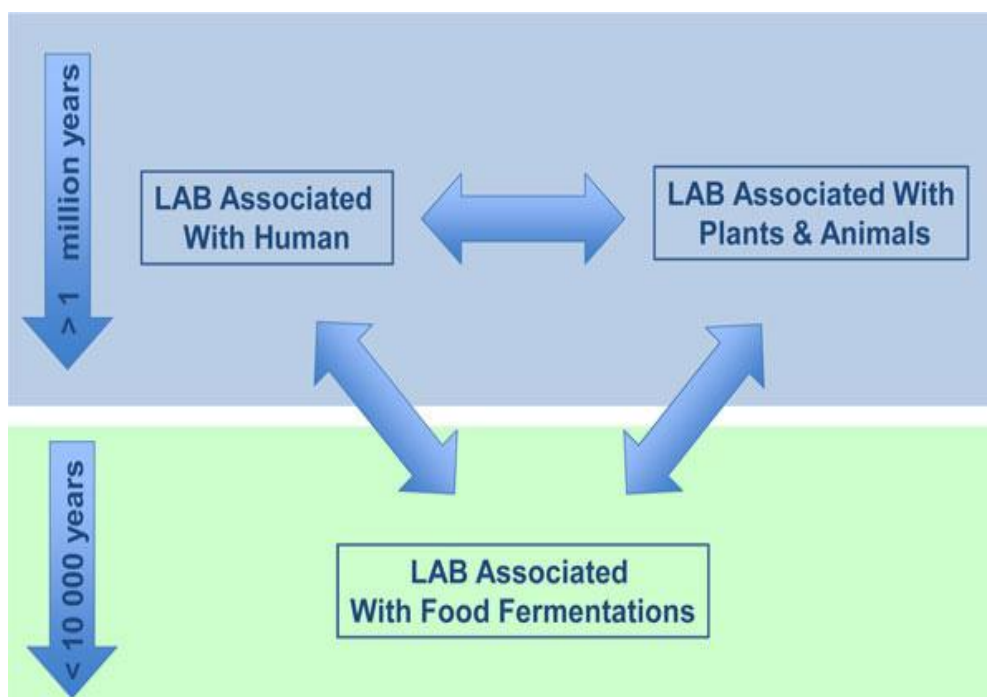 > 1 million years
LAB Associated
With Human
LAB Associated With
Plants & Animals
< 10 000 years
LAB Associated
With Food Fermentations